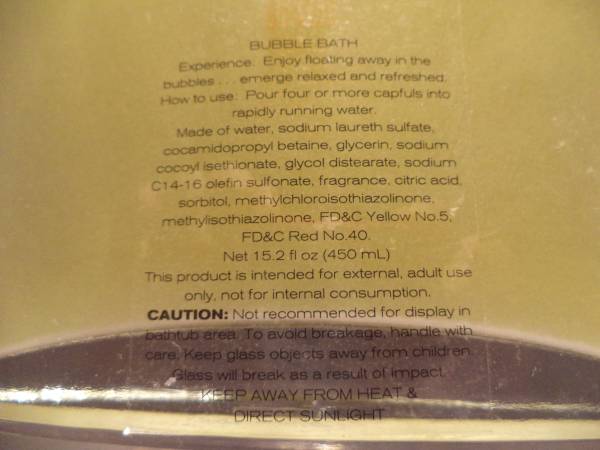 BUBBLE BATH
Experience: Enjoy floating away in the
bubbles . . . emerge relaxed and refreshed.
How to use: Pour four or more capfuls into
rapidly running water.
Made of water, sodium laureth sulfate,
cocamidopropyl betaine, glycerin, sodium
cocoyl isethionate, glycol distearate, sodium
C14-16 olefin sulfonate, fragrance, citric acid,
sorbitol, methylchloroisothiazolinone,
methylisothiazolinone, FD&C Yellow No.5,
FD&C Red No.40.
Net 15.2 fl oz (450 mL)
This product is intended for external, adult use
only, not for internal consumption.
CAUTION: Not recommended for display in
bathtub area. To avoid breakage, handle with
care. Keep glass objects away from children.
Glass will break as a result of impact.
KEEP AWAY FROM HEAT &
DIRECT SUNLIGHT